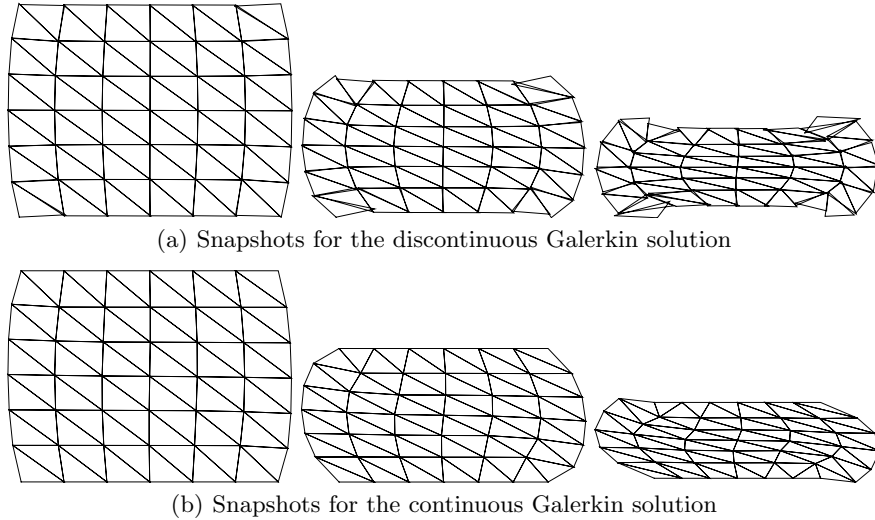 (a) Snapshots for the discontinuous Galerkin solution
(b) Snapshots for the continuous Galerkin solution